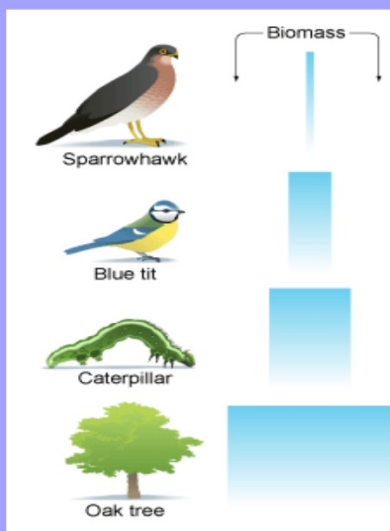 Biomass
Sparrowhawk
Blue tit
Caterpillar
Oak tree